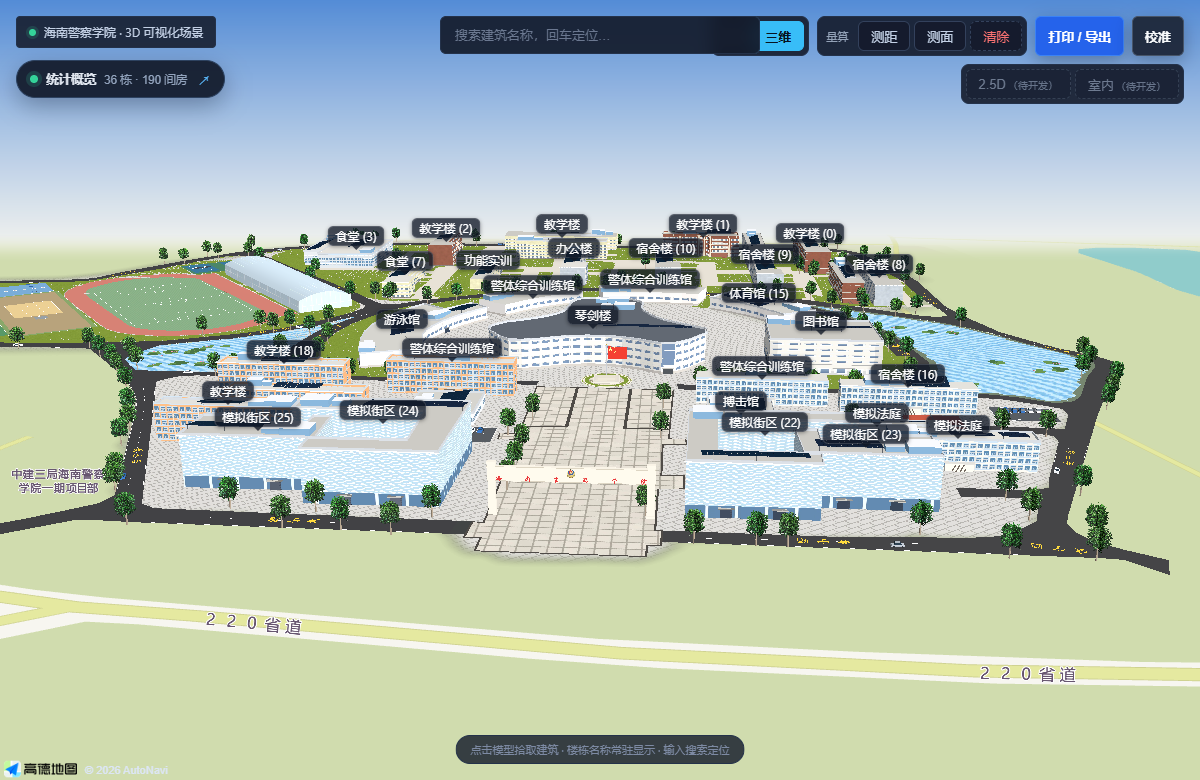 海南警察学院 · 3D 可视化场景
搜索建筑名称，回车定位...
三维
量算
测距
测面
清除
打印 / 导出
校准
统计概览 36 栋 · 190 间房 ↗
2.5D（待开发）
室内（待开发）
教学楼 (2)
教学楼
教学楼 (1)
教学楼 (0)
食堂 (3)
办公楼
宿舍楼 (10)
宿舍楼 (9)
食堂 (7)
功能实训
宿舍楼 (8)
警体综合训练馆
警体综合训练馆
体育馆 (15)
游泳馆
琴剑楼
图书馆
教学楼 (18)
警体综合训练馆
警体综合训练馆
宿舍楼 (16)
教学楼
搏击馆
模拟街区 (25)
模拟街区 (24)
模拟街区 (22)
模拟法庭
模拟街区 (23)
模拟法庭
中建三局海南警察
学院一期项目部
220省道
220省道
点击模型拾取建筑 · 楼栋名称常驻显示 · 输入搜索定位
高德地图 © 2026 AutoNavi